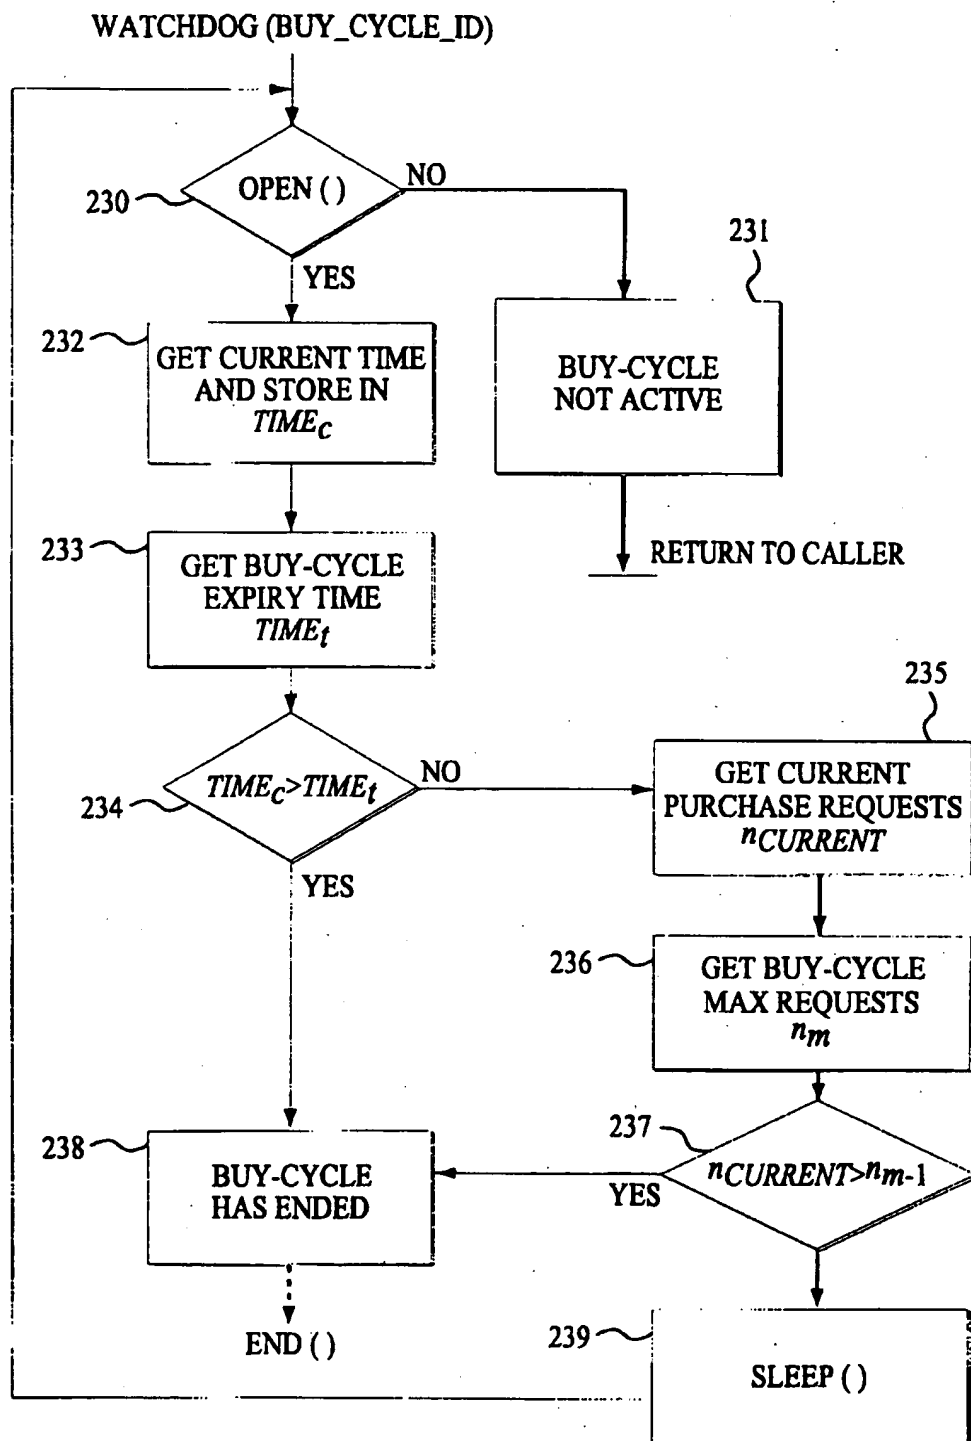 WATCHDOG (BUY_CYCLE_ID)
OPEN ( )
NO
230
YES
231
232
GET CURRENT TIME
AND STORE IN
TIMEc
BUY-CYCLE
NOT ACTIVE
233
GET BUY-CYCLE
EXPIRY TIME
TIMEt
RETURN TO CALLER
234
TIMEc>TIMEt
NO
YES
235
GET CURRENT
PURCHASE REQUESTS
nCURRENT
236
GET BUY-CYCLE
MAX REQUESTS
nm
237
nCURRENT>nm-1
YES
238
BUY-CYCLE
HAS ENDED
END ( )
239
SLEEP ( )